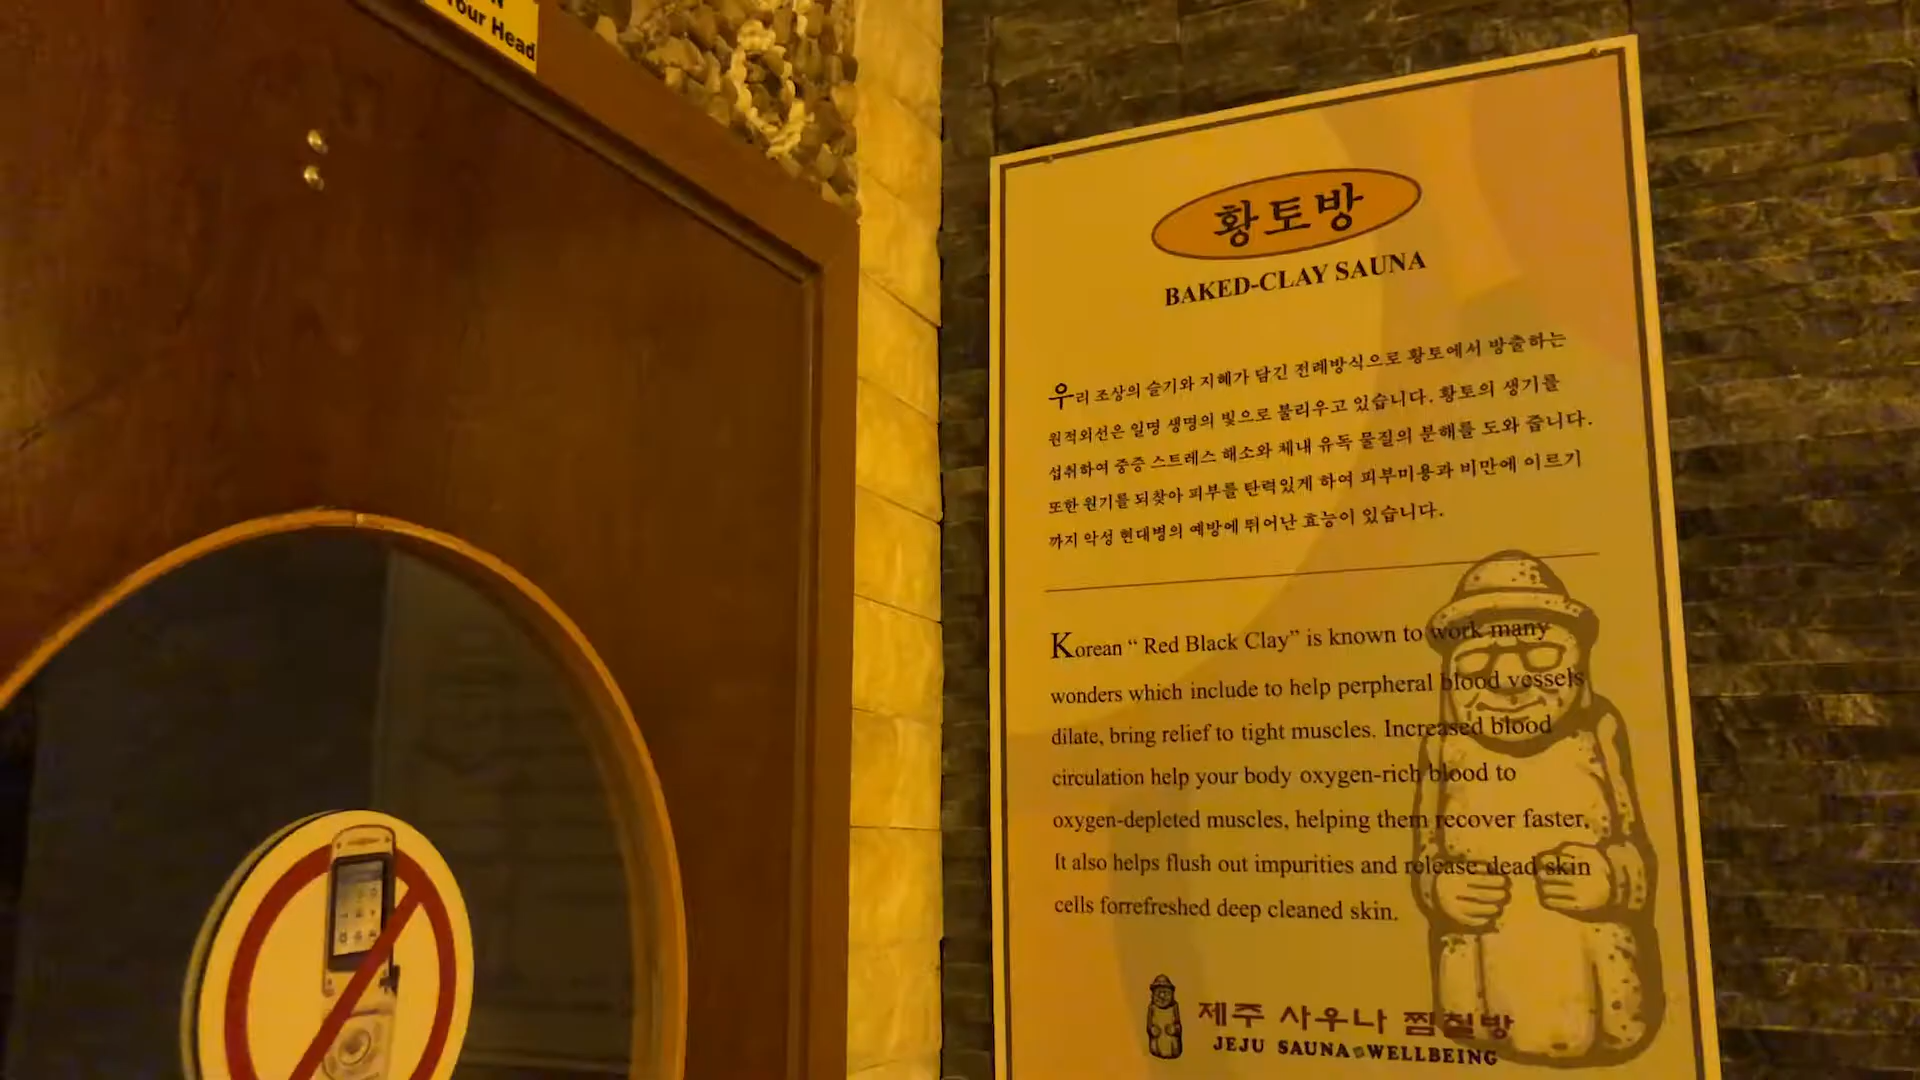 Your Head
황토방
BAKED-CLAY SAUNA
우리 조상의 슬기와 지혜가 담긴 전례방식으로 황토에서 방출하는
원적외선은 일명 생명의 빛으로 불리우고 있습니다. 황토의 생기를
섭취하여 중증 스트레스 해소와 체내 유독 물질의 분해를 도와 줍니다.
또한 원기를 되찾아 피부를 탄력있게 하여 피부미용과 비만에 이르기
까지 악성 현대병의 예방에 뛰어난 효능이 있습니다.
Korean “ Red Black Clay” is known to work many
wonders which include to help perpheral blood vessels
dilate, bring relief to tight muscles. Increased blood
circulation help your body oxygen-rich blood to
oxygen-depleted muscles, helping them recover faster,
It also helps flush out impurities and release dead skin
cells forrefreshed deep cleaned skin.
제주 사우나 찜질방
JEJU SAUNA WELLBEING